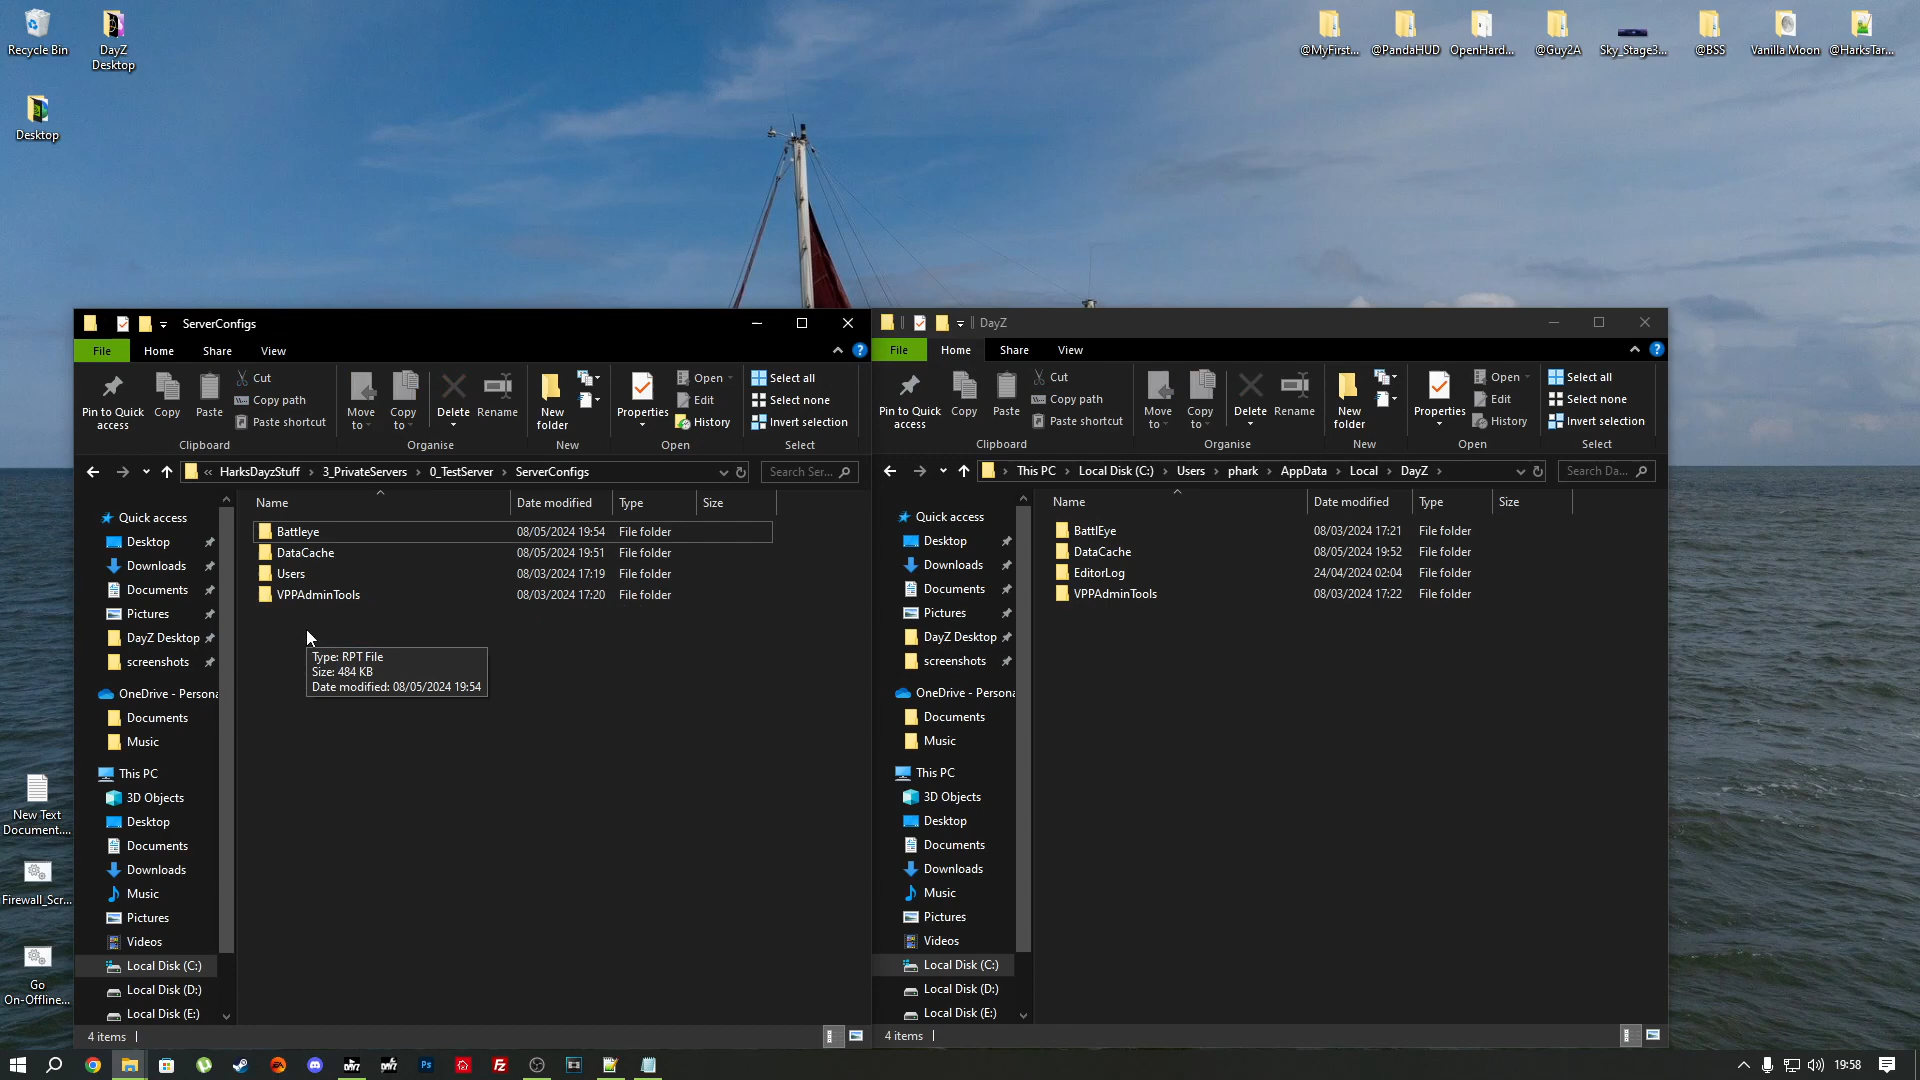 Recycle Bin
DayZ
Desktop
Desktop
@MyFirst...
@PandaHUD
OpenHard...
@Guy2A
Sky_Stage3...
@BSS
Vanilla Moon
@HarksTar...
New Text
Document....
Firewall_Scr...
Go
On-Offline...
ServerConfigs
File
Home
Share
View
Pin to Quick
access
Copy
Paste
Cut
Copy path
Paste shortcut
Clipboard
Move
to
Copy
to
Delete
Rename
Organise
New
folder
New
Properties
Open
Edit
History
Open
Select all
Select none
Invert selection
Select
« HarksDayzStuff › 3_PrivateServers › 0_TestServer › ServerConfigs
Search Ser...
Name Date modified Type Size
Battleye 08/05/2024 19:54 File folder
DataCache 08/05/2024 19:51 File folder
Users 08/03/2024 17:19 File folder
VPPAdminTools 08/03/2024 17:20 File folder
Type: RPT File
Size: 484 KB
Date modified: 08/05/2024 19:54
Quick access
Desktop
Downloads
Documents
Pictures
DayZ Desktop
screenshots
OneDrive - Persona
Documents
Music
This PC
3D Objects
Desktop
Documents
Downloads
Music
Pictures
Videos
Local Disk (C:)
Local Disk (D:)
Local Disk (E:)
4 items
DayZ
File
Home
Share
View
Pin to Quick
access
Copy
Paste
Cut
Copy path
Paste shortcut
Clipboard
Move
to
Copy
to
Delete
Rename
Organise
New
folder
New
Properties
Open
Edit
History
Open
Select all
Select none
Invert selection
Select
› This PC › Local Disk (C:) › Users › phark › AppData › Local › DayZ ›
Search Da...
Name Date modified Type Size
BattlEye 08/03/2024 17:21 File folder
DataCache 08/05/2024 19:52 File folder
EditorLog 24/04/2024 02:04 File folder
VPPAdminTools 08/03/2024 17:22 File folder
Quick access
Desktop
Downloads
Documents
Pictures
DayZ Desktop
screenshots
OneDrive - Persona
Documents
Music
This PC
3D Objects
Desktop
Documents
Downloads
Music
Pictures
Videos
Local Disk (C:)
Local Disk (D:)
Local Disk (E:)
4 items
19:58